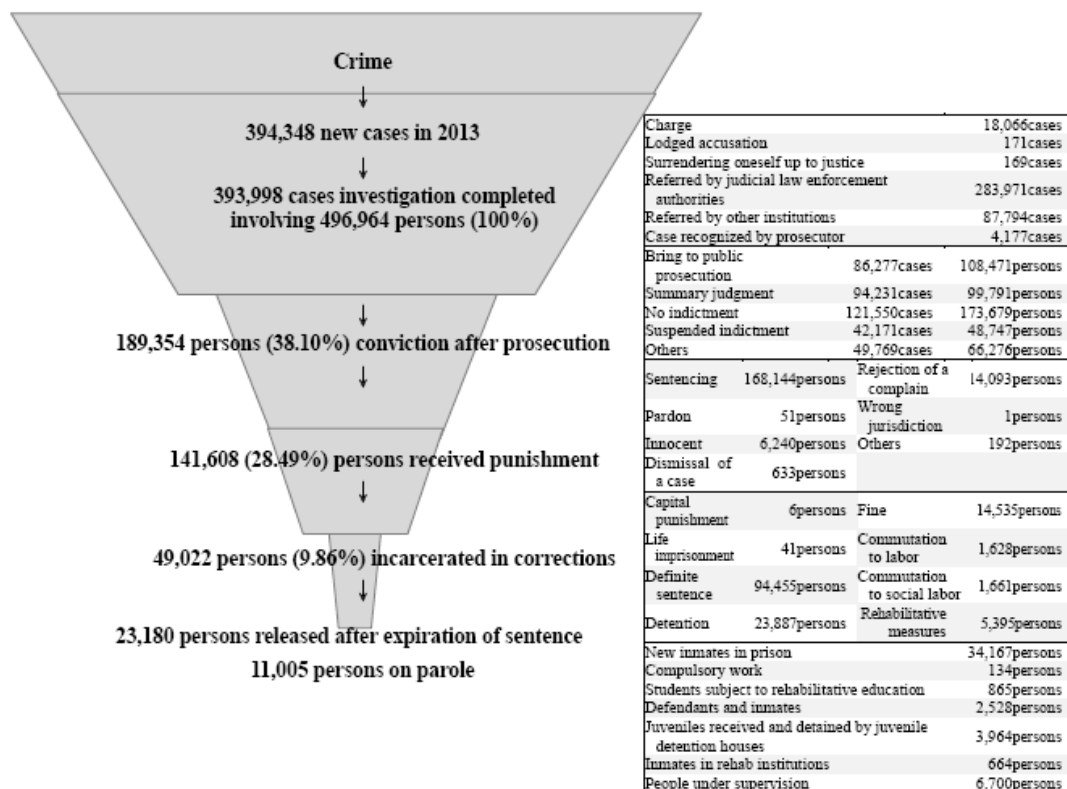 Crime
394,348 new cases in 2013
393,998 cases investigation completed
involving 496,964 persons (100%)
189,354 persons (38.10%) conviction after prosecution
141,608 (28.49%) persons received punishment
49,022 persons (9.86%) incarcerated in corrections
23,180 persons released after expiration of sentence
11,005 persons on parole
Charge 18,066cases
Lodged accusation 171cases
Surrendering oneself up to justice 169cases
Referred by judicial law enforcement
authorities 283,971cases
Referred by other institutions 87,794cases
Case recognized by prosecutor 4,177cases
Bring to public
prosecution 86,277cases 108,471persons
Summary judgment 94,231cases 99,791persons
No indictment 121,550cases 173,679persons
Suspended indictment 42,171cases 48,747persons
Others 49,769cases 66,276persons
Sentencing 168,144persons Rejection of a
complain 14,093persons
Pardon 51persons Wrong
jurisdiction 1persons
Innocent 6,240persons Others 192persons
Dismissal of
a case 633persons
Capital
punishment 6persons Fine 14,535persons
Life
imprisonment 41persons Commutation
to labor 1,628persons
Definite
sentence 94,455persons Commutation
to social labor 1,661persons
Detention 23,887persons Rehabilitative
measures 5,395persons
New inmates in prison 34,167persons
Compulsory work 134persons
Students subject to rehabilitative education 865persons
Defendants and inmates 2,528persons
Juveniles received and detained by juvenile
detention houses 3,964persons
Inmates in rehab institutions 664persons
People under supervision 6,700persons